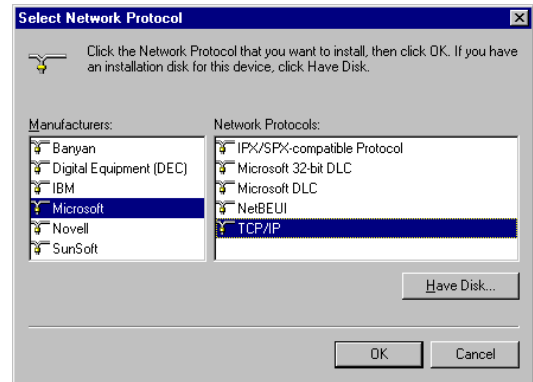 Select Network Protocol
Click the Network Protocol that you want to install, then click OK. If you have
an installation disk for this device, click Have Disk.
Manufacturers:
Banyan
Digital Equipment (DEC)
IBM
Microsoft
Novell
SunSoft
Network Protocols:
IPX/SPX-compatible Protocol
Microsoft 32-bit DLC
Microsoft DLC
NetBEUI
TCP/IP
Have Disk...
OK
Cancel